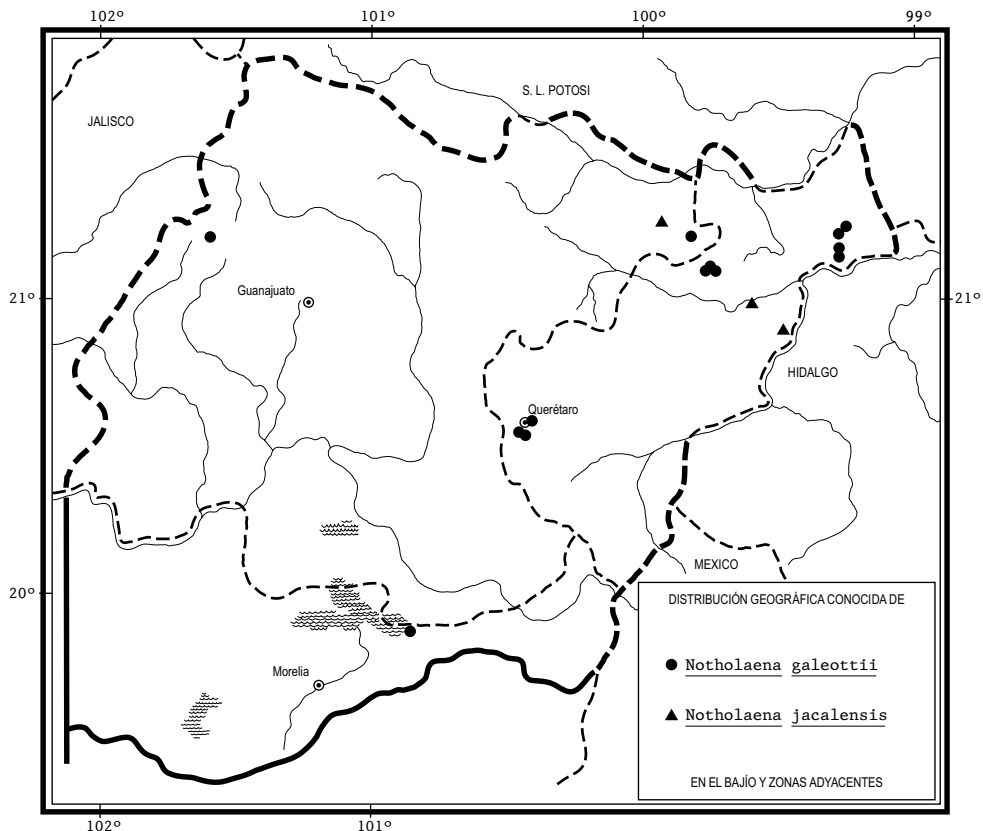 102º 101º 100º 99º
S. L. POTOSI
JALISCO
Guanajuato
21º 21º
HIDALGO
Querétaro
MEXICO
20º
DISTRIBUCIÓN GEOGRÁFICA CONOCIDA DE
Notholaena galeottii
Morelia
Notholaena jacalensis
EN EL BAJÍO Y ZONAS ADYACENTES
102º 101º